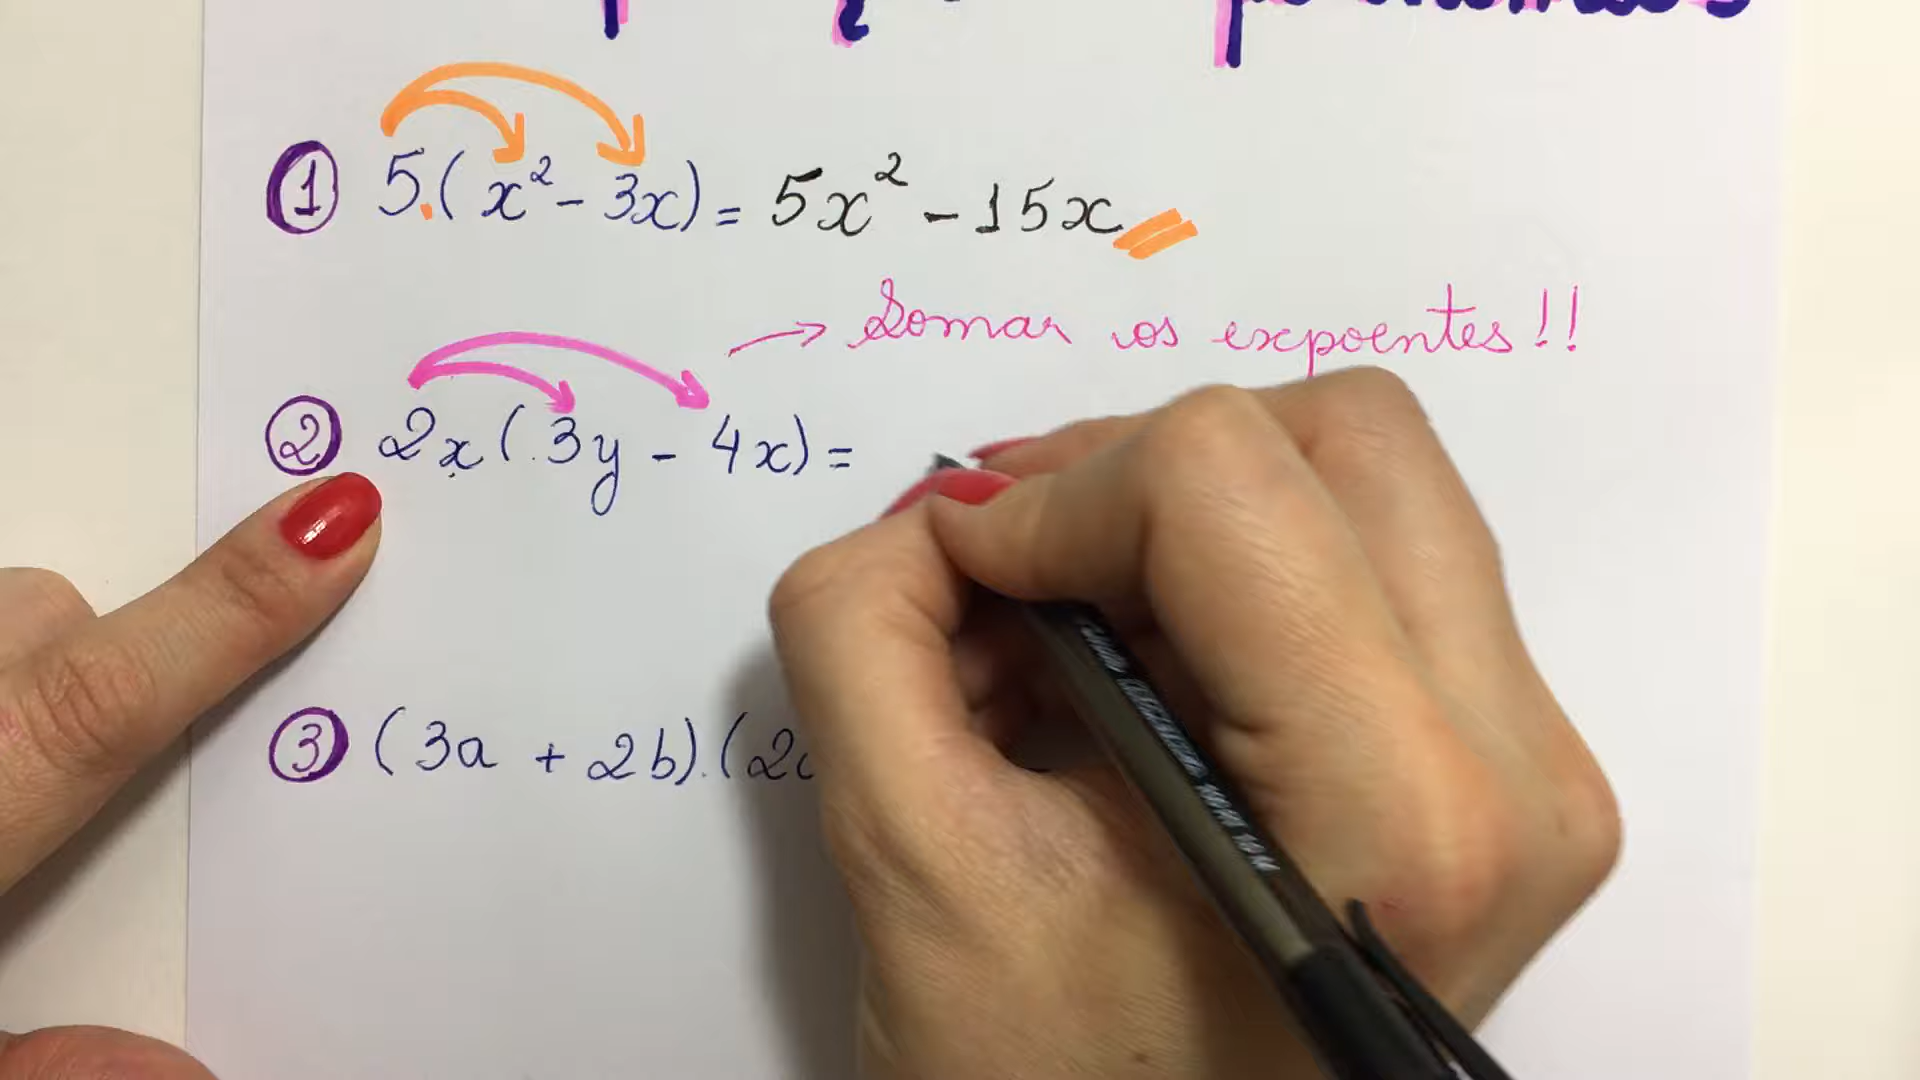 ① 5.(x² - 3x) = 5x² - 15x
→ Somar os expoentes!!
② 2x(3y - 4x) =
③ (3a + 2b).(2